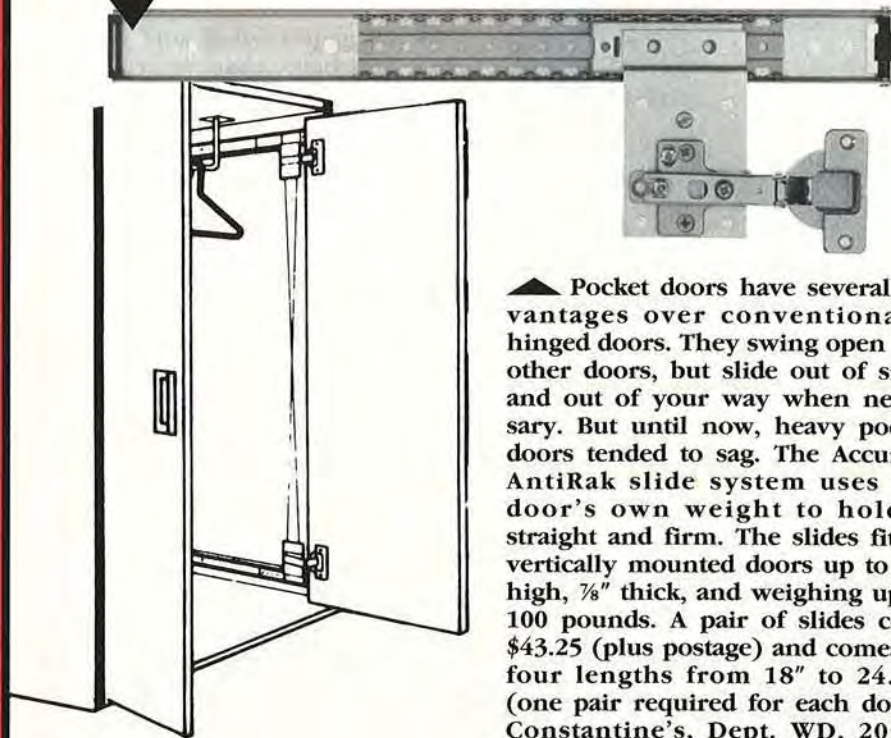 Pocket doors have several
vantages over conventiona
hinged doors. They swing open
other doors, but slide out of s
and out of your way when ne
sary. But until now, heavy po
doors tended to sag. The Accu
AntiRak slide system uses
door's own weight to hol
straight and firm. The slides fi
vertically mounted doors up to
high, ⅞" thick, and weighing u
100 pounds. A pair of slides c
$43.25 (plus postage) and come
four lengths from 18" to 24.
(one pair required for each do
Constantine's, Dept. WD, 20